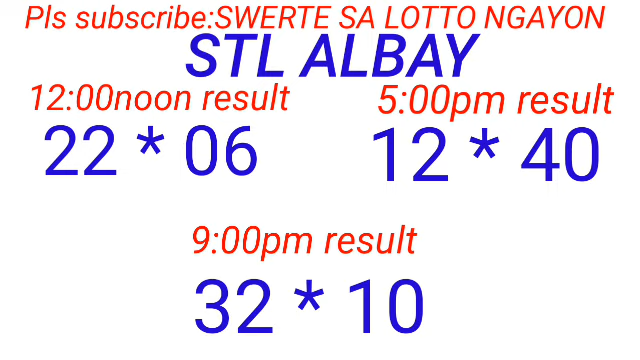 Pls subscribe:SWERTE SA LOTTO NGAYON
STL ALBAY
12:00noon result
22 * 06
5:00pm result
12 * 40
9:00pm result
32 * 10